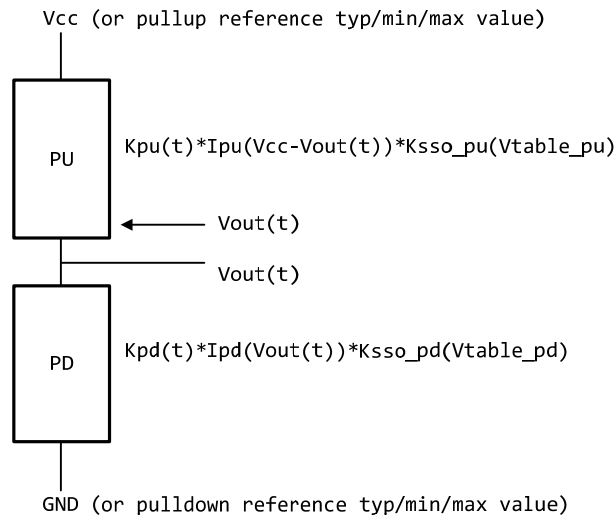 Vcc (or pullup reference typ/min/max value)
PU
Kpu(t)*Ipu(Vcc-Vout(t))*Ksso_pu(Vtable_pu)
Vout(t)
Vout(t)
PD
Kpd(t)*Ipd(Vout(t))*Ksso_pd(Vtable_pd)
GND (or pulldown reference typ/min/max value)